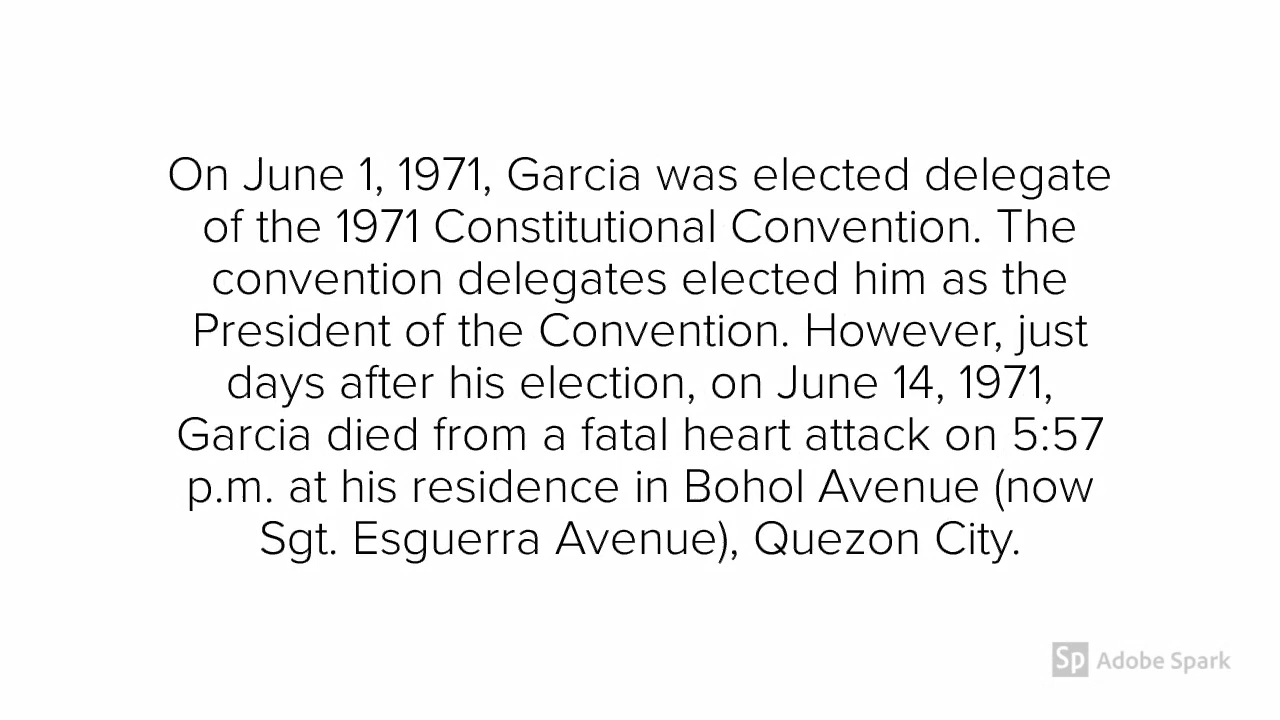 On June 1, 1971, Garcia was elected delegate
of the 1971 Constitutional Convention. The
convention delegates elected him as the
President of the Convention. However, just
days after his election, on June 14, 1971,
Garcia died from a fatal heart attack on 5:57
p.m. at his residence in Bohol Avenue (now
Sgt. Esguerra Avenue), Quezon City.
Sp Adobe Spark